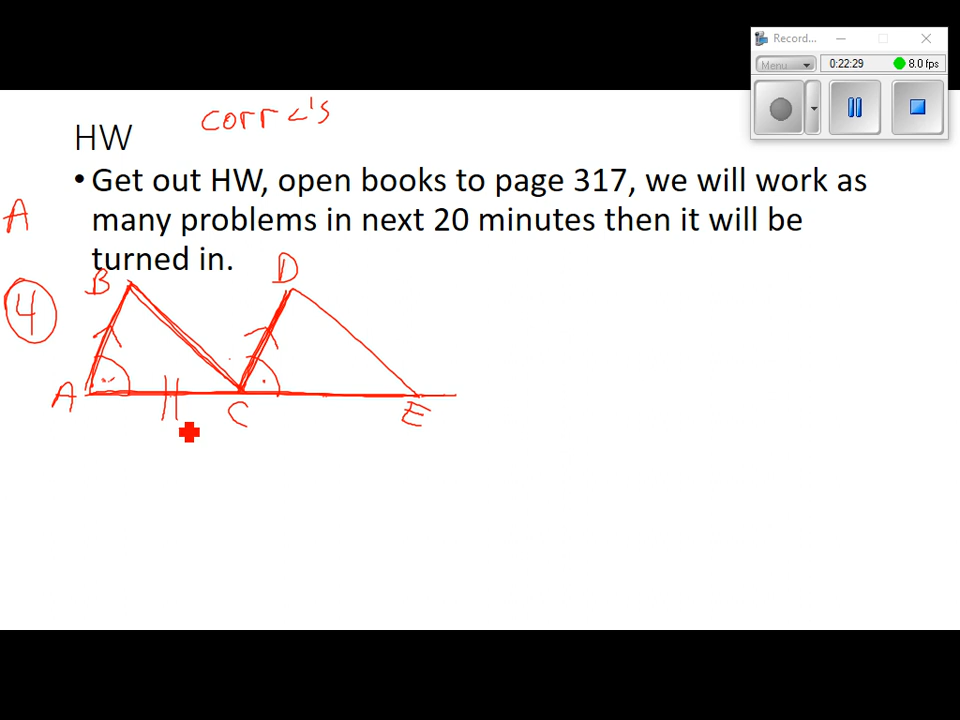 Record...
Menu
0:22:29
8.0 fps
corr <'s
HW
• Get out HW, open books to page 317, we will work as
many problems in next 20 minutes then it will be
turned in.
A
4
B
D
A
C
E